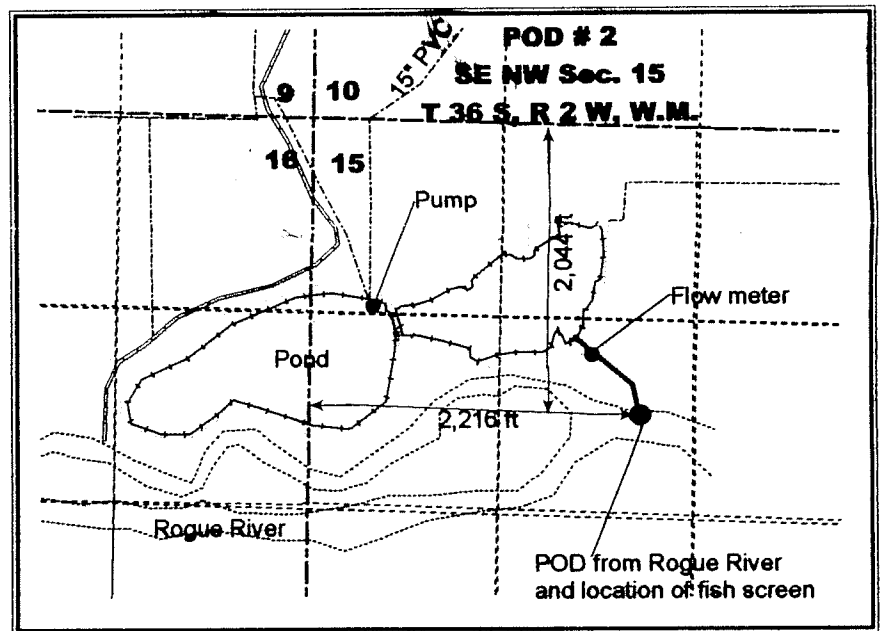 POD # 2
SE NW Sec. 15
T 36 S, R 2 W, W.M.
15" PVC
9
10
16
15
Pump
2,044 ft
Flow meter
Pond
2,216 ft
Rogue River
POD from Rogue River
and location of fish screen